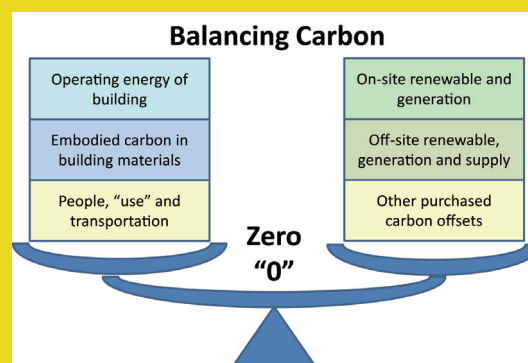 Balancing Carbon
Operating energy of
building
Embodied carbon in
building materials
People, “use” and
transportation
On-site renewable and
generation
Off-site renewable,
generation and supply
Other purchased
carbon offsets
Zero
“0”